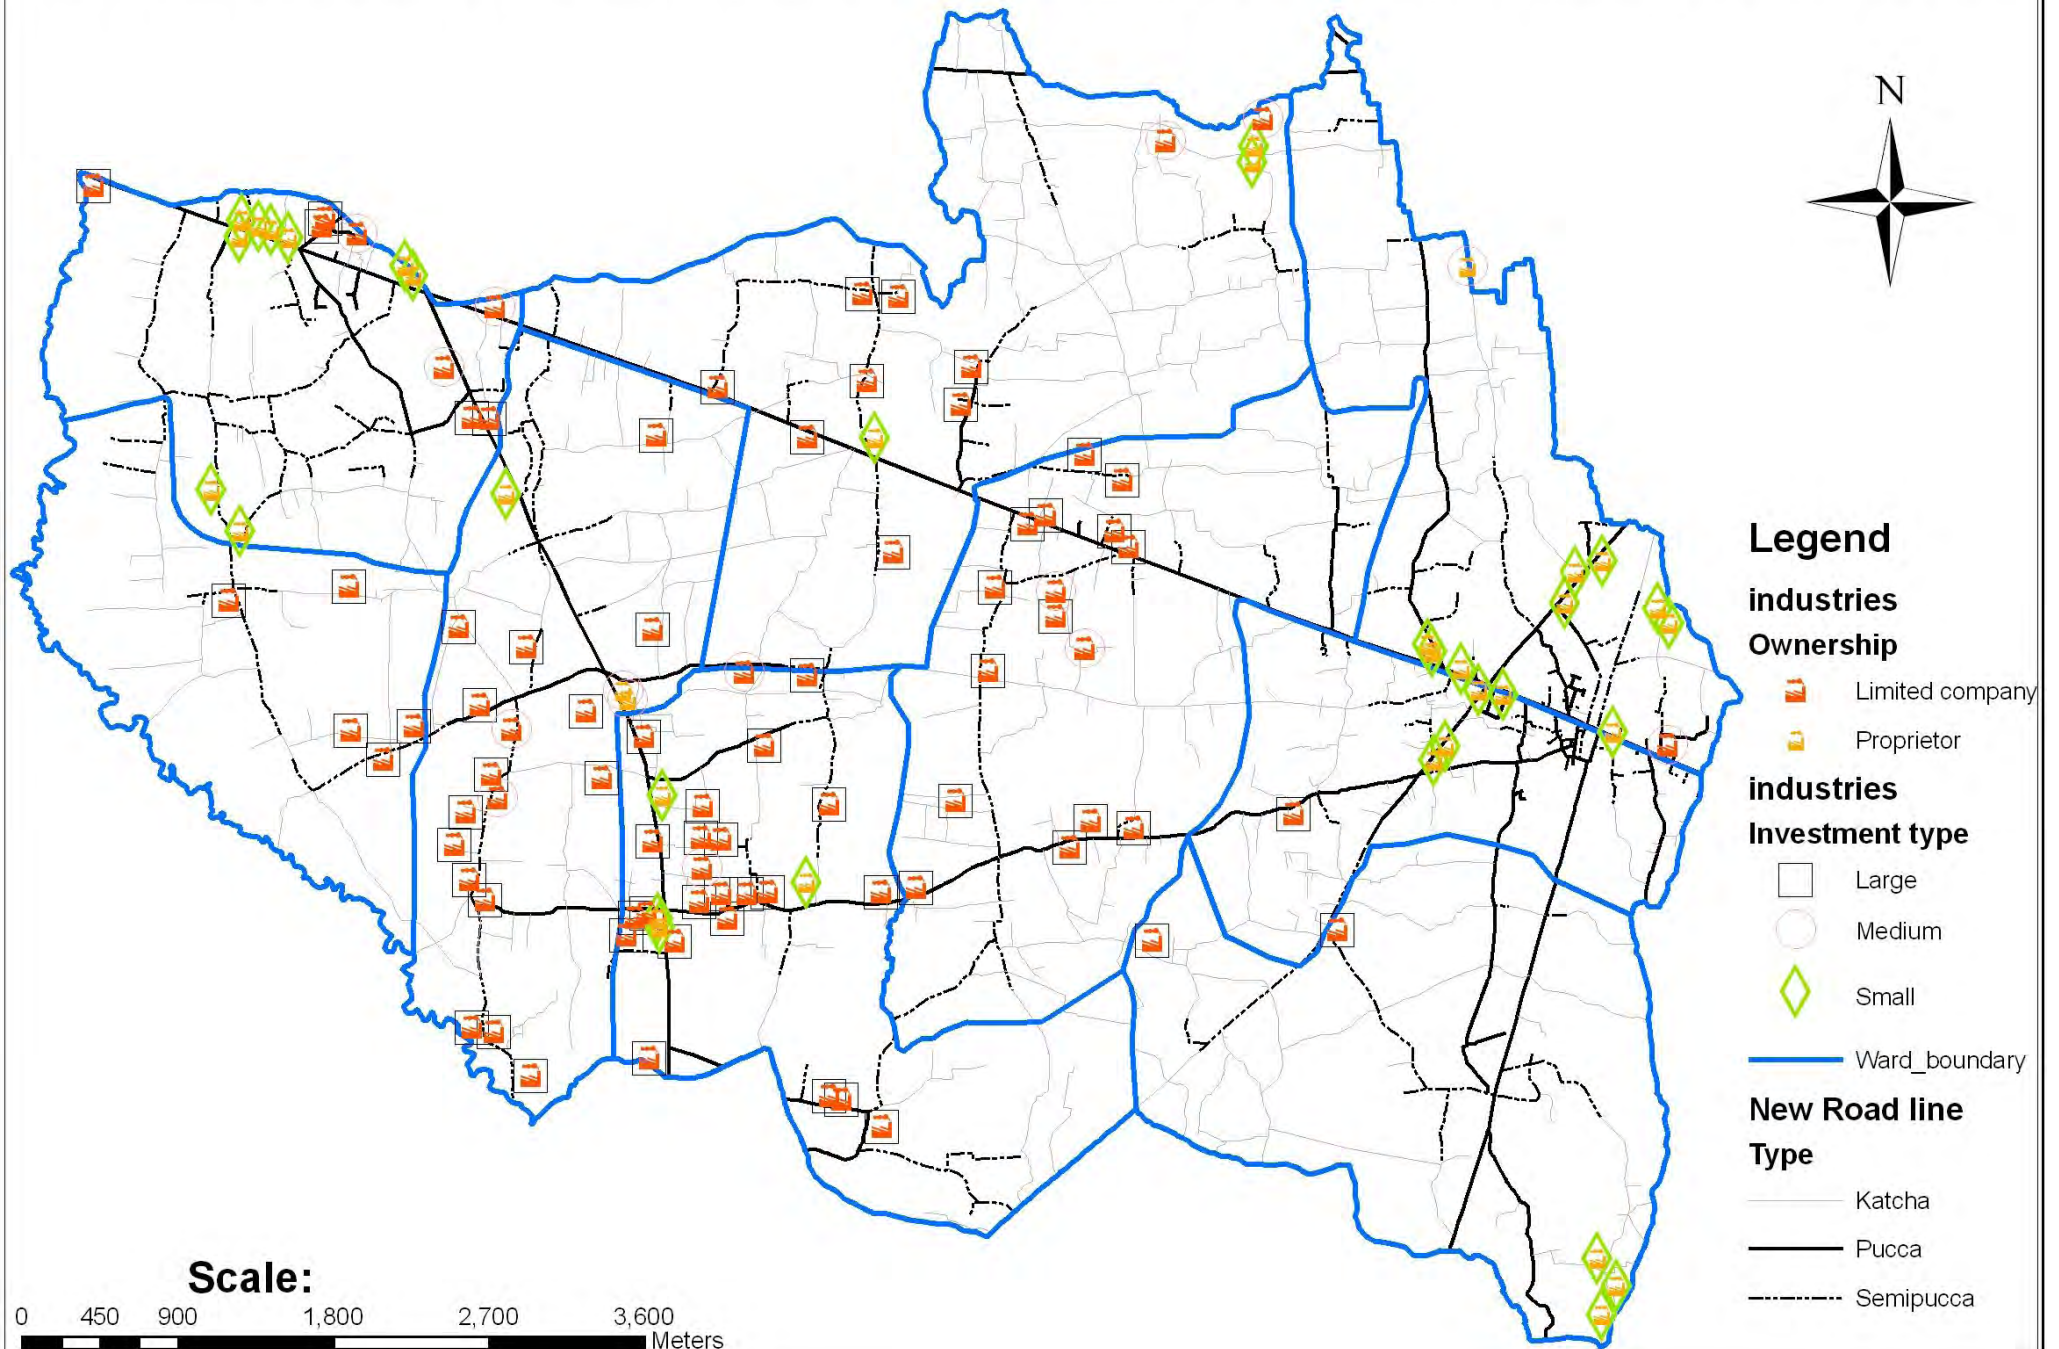 N
Legend
industries
Ownership
Limited company
Proprietor
industries
Investment type
Large
Medium
Small
Ward_boundary
New Road line
Type
Katcha
Pucca
Semipucca
Scale:
0 450 900 1,800 2,700 3,600
Meters